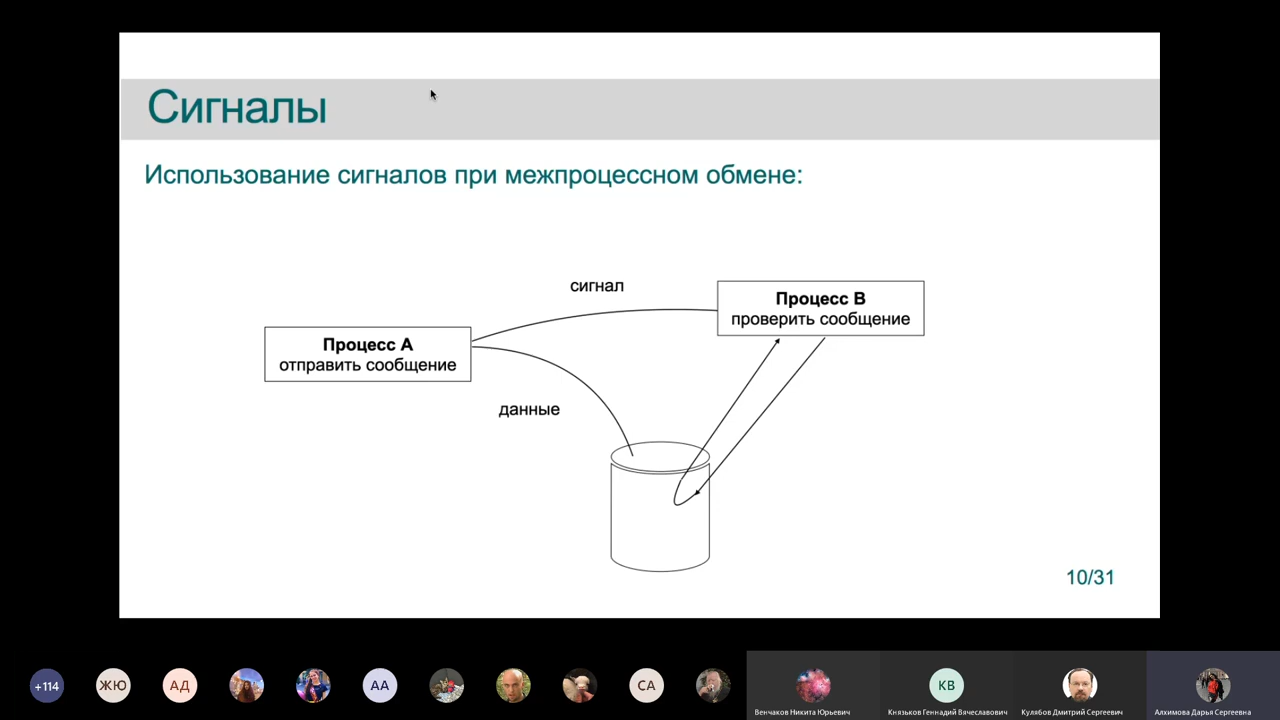 Сигналы
Использование сигналов при межпроцессном обмене:
сигнал
Процесс B
проверить сообщение
Процесс A
отправить сообщение
данные
10/31
+114
ЖЮ
АД
АА
СА
КВ
Венчаков Никита Юрьевич
Князьков Геннадий Вячеславович
Кулябов Дмитрий Сергеевич
Алхимова Дарья Сергеевна